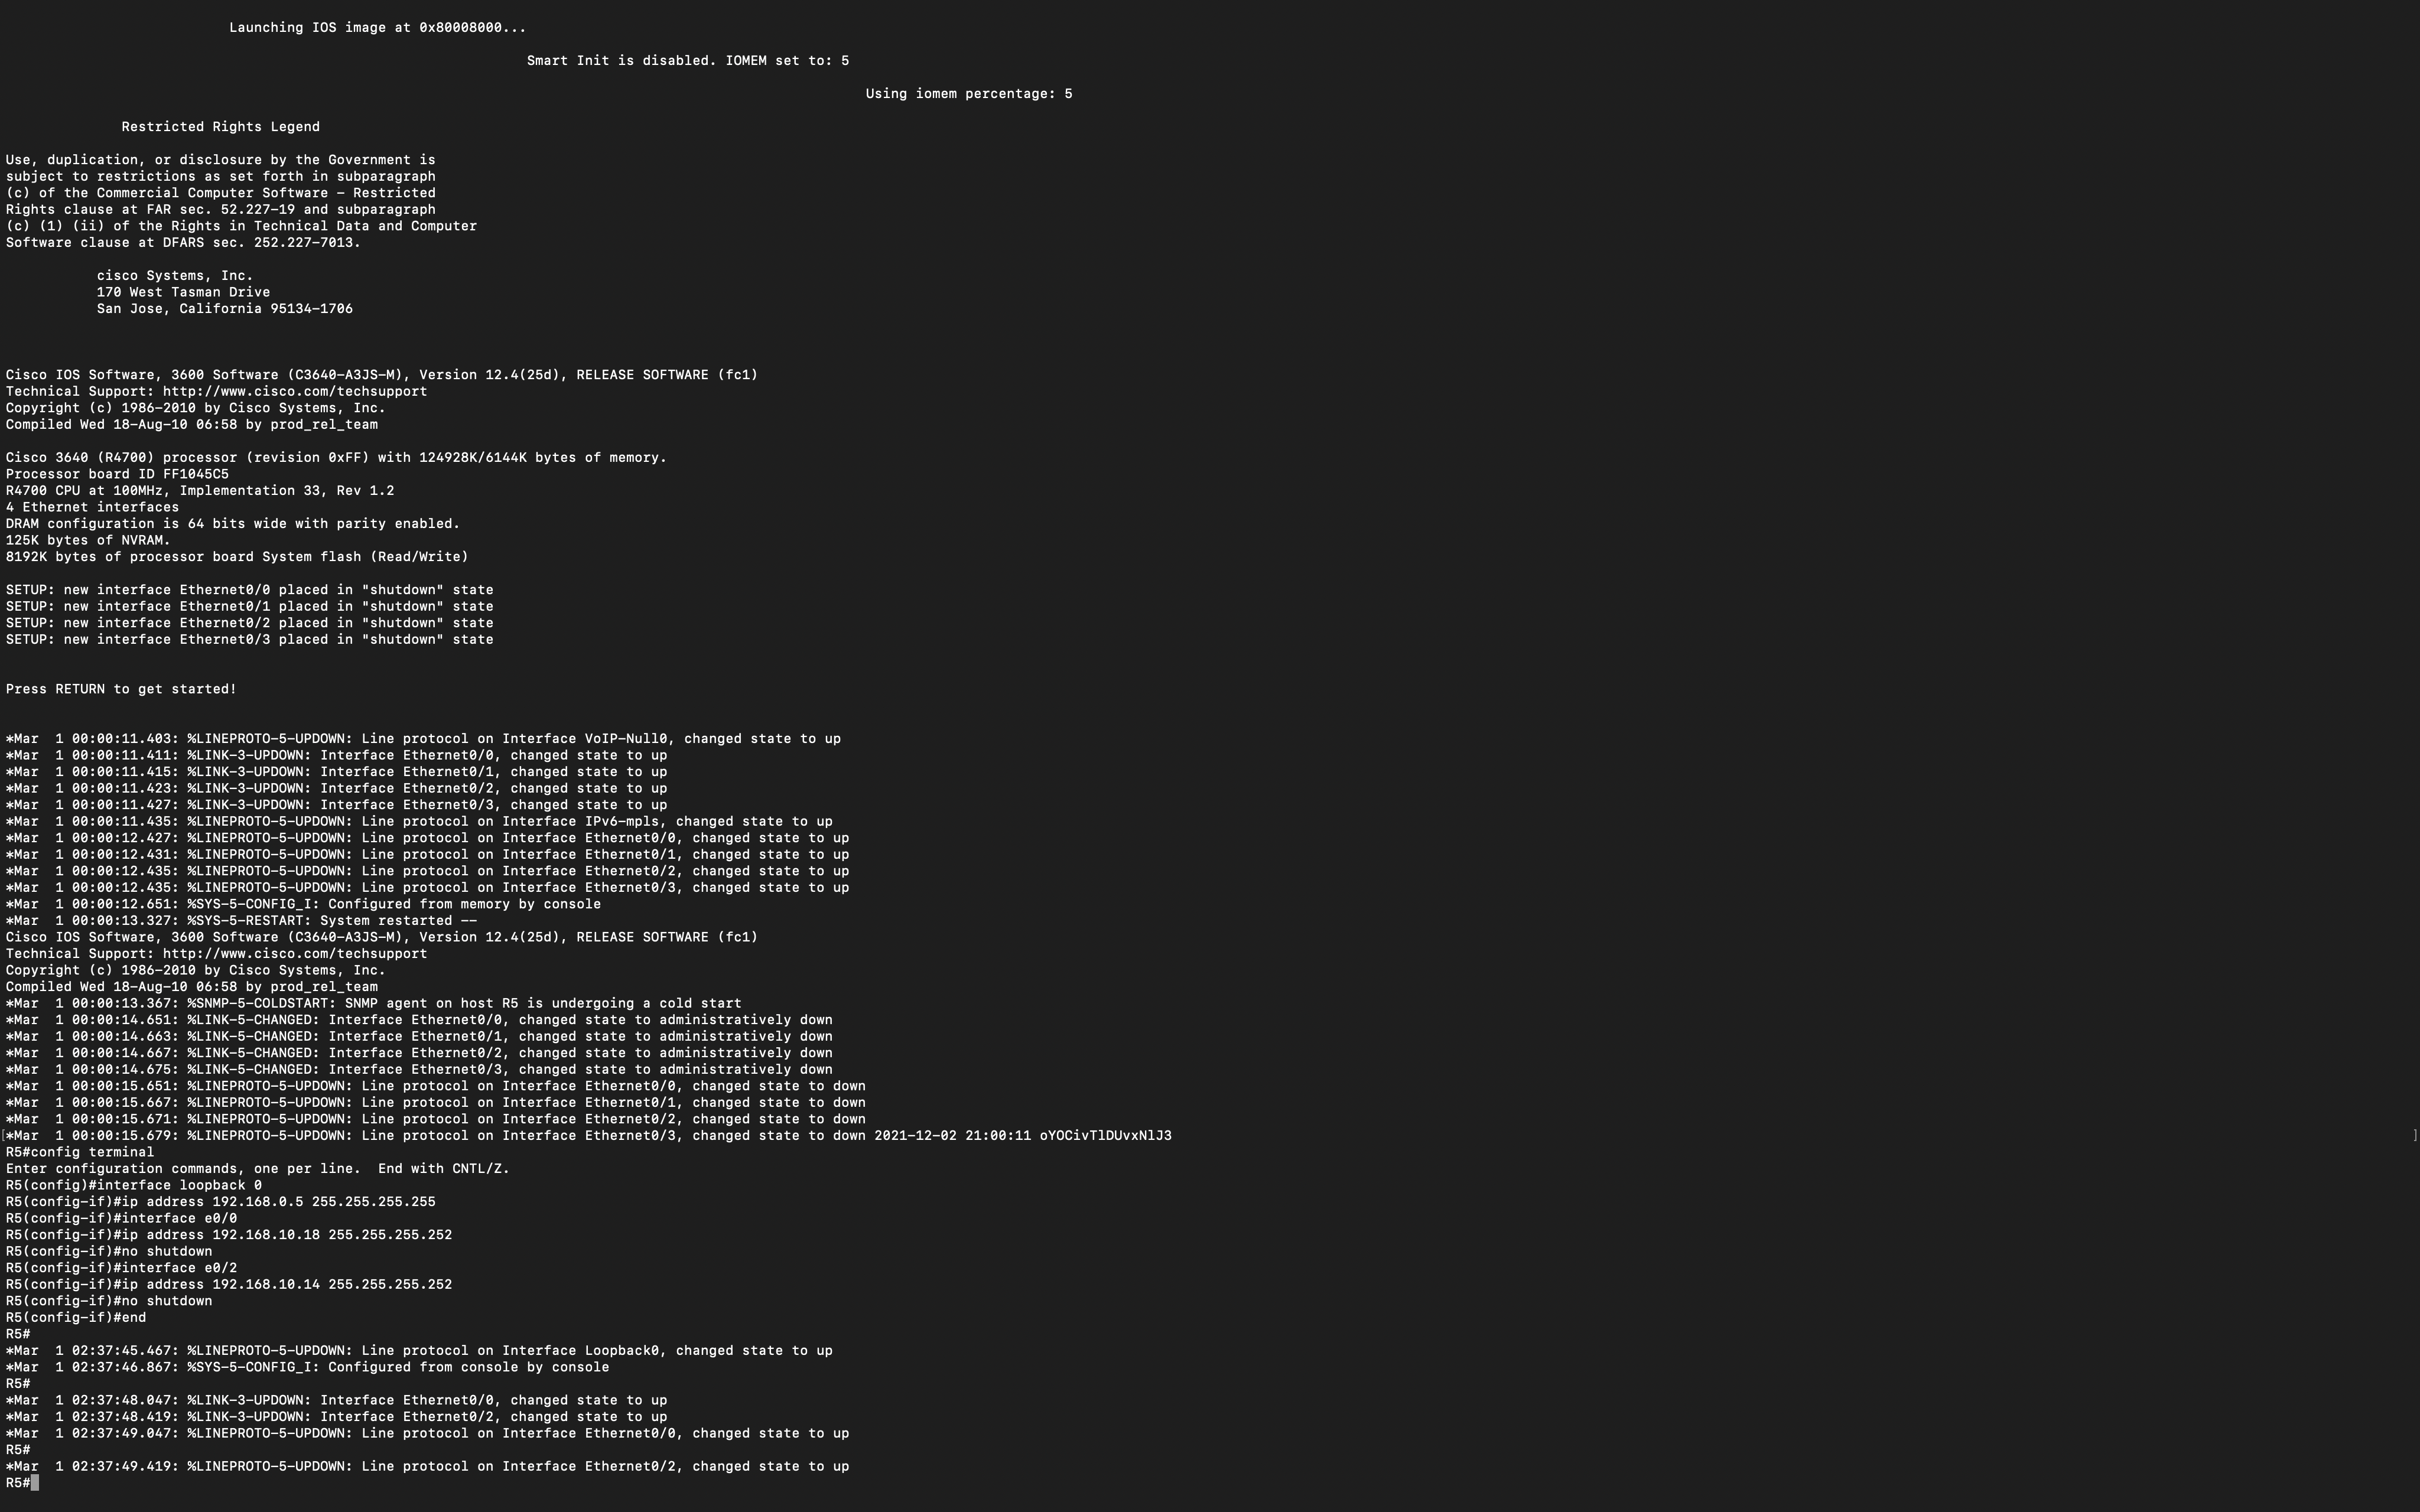 Launching IOS image at 0x80008000...
Smart Init is disabled. IOMEM set to: 5
Using iomem percentage: 5
Restricted Rights Legend
Use, duplication, or disclosure by the Government is
subject to restrictions as set forth in subparagraph
(c) of the Commercial Computer Software - Restricted
Rights clause at FAR sec. 52.227-19 and subparagraph
(c) (1) (ii) of the Rights in Technical Data and Computer
Software clause at DFARS sec. 252.227-7013.
cisco Systems, Inc.
170 West Tasman Drive
San Jose, California 95134-1706
Cisco IOS Software, 3600 Software (C3640-A3JS-M), Version 12.4(25d), RELEASE SOFTWARE (fc1)
Technical Support: http://www.cisco.com/techsupport
Copyright (c) 1986-2010 by Cisco Systems, Inc.
Compiled Wed 18-Aug-10 06:58 by prod_rel_team
Cisco 3640 (R4700) processor (revision 0xFF) with 124928K/6144K bytes of memory.
Processor board ID FF1045C5
R4700 CPU at 100MHz, Implementation 33, Rev 1.2
4 Ethernet interfaces
DRAM configuration is 64 bits wide with parity enabled.
125K bytes of NVRAM.
8192K bytes of processor board System flash (Read/Write)
SETUP: new interface Ethernet0/0 placed in "shutdown" state
SETUP: new interface Ethernet0/1 placed in "shutdown" state
SETUP: new interface Ethernet0/2 placed in "shutdown" state
SETUP: new interface Ethernet0/3 placed in "shutdown" state
Press RETURN to get started!
*Mar  1 00:00:11.403: %LINEPROTO-5-UPDOWN: Line protocol on Interface VoIP-Null0, changed state to up
*Mar  1 00:00:11.411: %LINK-3-UPDOWN: Interface Ethernet0/0, changed state to up
*Mar  1 00:00:11.415: %LINK-3-UPDOWN: Interface Ethernet0/1, changed state to up
*Mar  1 00:00:11.423: %LINK-3-UPDOWN: Interface Ethernet0/2, changed state to up
*Mar  1 00:00:11.427: %LINK-3-UPDOWN: Interface Ethernet0/3, changed state to up
*Mar  1 00:00:11.435: %LINEPROTO-5-UPDOWN: Line protocol on Interface IPv6-mpls, changed state to up
*Mar  1 00:00:12.427: %LINEPROTO-5-UPDOWN: Line protocol on Interface Ethernet0/0, changed state to up
*Mar  1 00:00:12.431: %LINEPROTO-5-UPDOWN: Line protocol on Interface Ethernet0/1, changed state to up
*Mar  1 00:00:12.435: %LINEPROTO-5-UPDOWN: Line protocol on Interface Ethernet0/2, changed state to up
*Mar  1 00:00:12.435: %LINEPROTO-5-UPDOWN: Line protocol on Interface Ethernet0/3, changed state to up
*Mar  1 00:00:12.651: %SYS-5-CONFIG_I: Configured from memory by console
*Mar  1 00:00:13.327: %SYS-5-RESTART: System restarted --
Cisco IOS Software, 3600 Software (C3640-A3JS-M), Version 12.4(25d), RELEASE SOFTWARE (fc1)
Technical Support: http://www.cisco.com/techsupport
Copyright (c) 1986-2010 by Cisco Systems, Inc.
Compiled Wed 18-Aug-10 06:58 by prod_rel_team
*Mar  1 00:00:13.367: %SNMP-5-COLDSTART: SNMP agent on host R5 is undergoing a cold start
*Mar  1 00:00:14.651: %LINK-5-CHANGED: Interface Ethernet0/0, changed state to administratively down
*Mar  1 00:00:14.663: %LINK-5-CHANGED: Interface Ethernet0/1, changed state to administratively down
*Mar  1 00:00:14.667: %LINK-5-CHANGED: Interface Ethernet0/2, changed state to administratively down
*Mar  1 00:00:14.675: %LINK-5-CHANGED: Interface Ethernet0/3, changed state to administratively down
*Mar  1 00:00:15.651: %LINEPROTO-5-UPDOWN: Line protocol on Interface Ethernet0/0, changed state to down
*Mar  1 00:00:15.667: %LINEPROTO-5-UPDOWN: Line protocol on Interface Ethernet0/1, changed state to down
*Mar  1 00:00:15.671: %LINEPROTO-5-UPDOWN: Line protocol on Interface Ethernet0/2, changed state to down
[*Mar  1 00:00:15.679: %LINEPROTO-5-UPDOWN: Line protocol on Interface Ethernet0/3, changed state to down 2021-12-02 21:00:11 oYOCivTlDUvxNlJ3 ]
R5#config terminal
Enter configuration commands, one per line.  End with CNTL/Z.
R5(config)#interface loopback 0
R5(config-if)#ip address 192.168.0.5 255.255.255.255
R5(config-if)#interface e0/0
R5(config-if)#ip address 192.168.10.18 255.255.255.252
R5(config-if)#no shutdown
R5(config-if)#interface e0/2
R5(config-if)#ip address 192.168.10.14 255.255.255.252
R5(config-if)#no shutdown
R5(config-if)#end
R5#
*Mar  1 02:37:45.467: %LINEPROTO-5-UPDOWN: Line protocol on Interface Loopback0, changed state to up
*Mar  1 02:37:46.867: %SYS-5-CONFIG_I: Configured from console by console
R5#
*Mar  1 02:37:48.047: %LINK-3-UPDOWN: Interface Ethernet0/0, changed state to up
*Mar  1 02:37:48.419: %LINK-3-UPDOWN: Interface Ethernet0/2, changed state to up
*Mar  1 02:37:49.047: %LINEPROTO-5-UPDOWN: Line protocol on Interface Ethernet0/0, changed state to up
R5#
*Mar  1 02:37:49.419: %LINEPROTO-5-UPDOWN: Line protocol on Interface Ethernet0/2, changed state to up
R5#